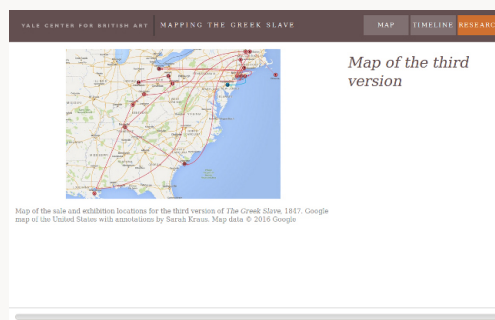 YALE CENTER FOR BRITISH ART
MAPPING THE GREEK SLAVE
MAP
TIMELINE
RESEARC
Map of the third
version
Map of the sale and exhibition locations for the third version of The Greek Slave, 1847. Google
map of the United States with annotations by Sarah Kraus. Map data © 2016 Google